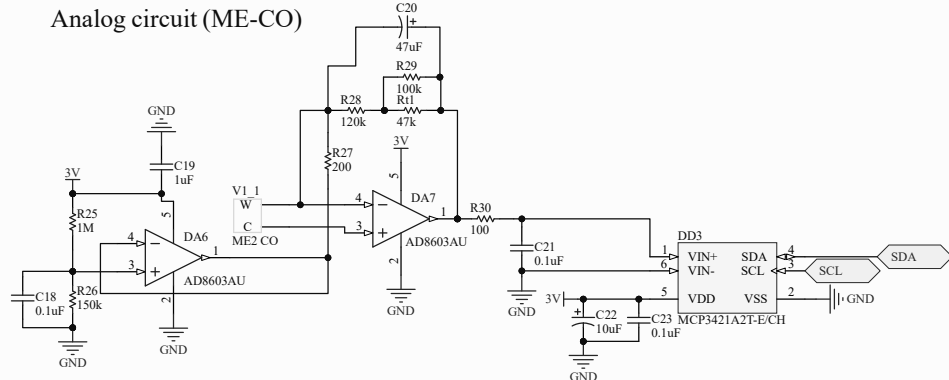 Analog circuit (ME-CO)
C20
47uF
R29
100k
R28
120k
Rt1
47k
GND
C19
1uF
3V
R27
200
3V
R25
1M
V1_1
W
C
ME2 CO
DA7
5
4
3
1
2
AD8603AU
R30
100
DA6
5
4
3
1
2
AD8603AU
C18
0.1uF
R26
150k
GND
GND
GND
C21
0.1uF
GND
DD3
1
VIN+
6
VIN-
5
VDD
SDA
4
SCL
3
VSS
2
MCP3421A2T-E/CH
SDA
SCL
GND
3V
C22
10uF
C23
0.1uF
GND